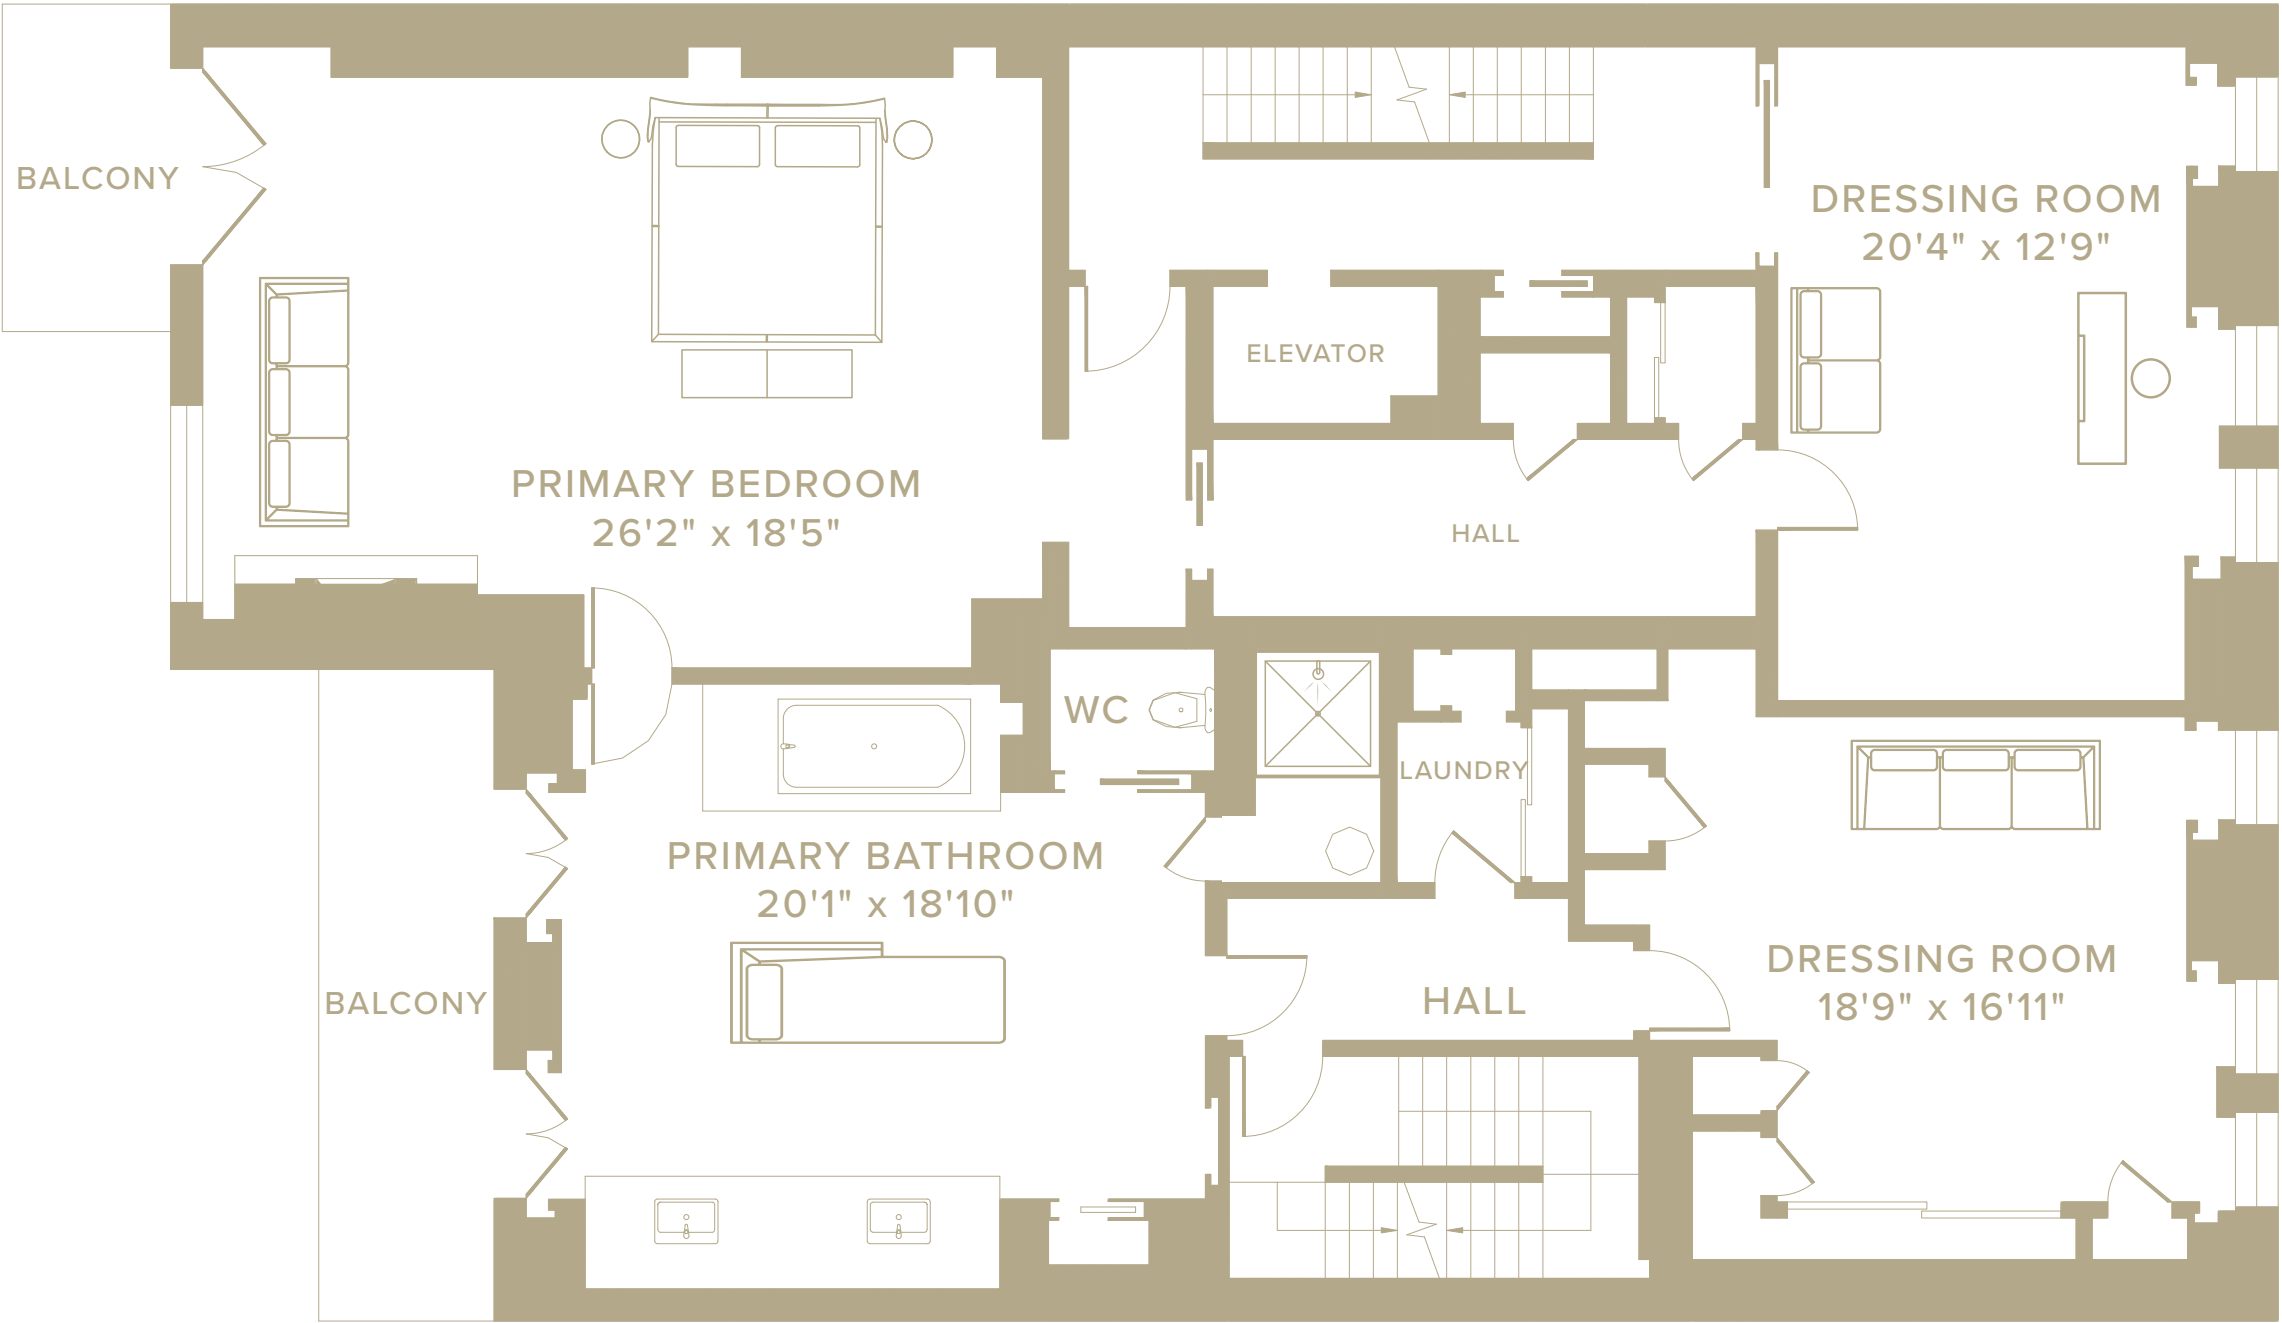 BALCONY
DRESSING ROOM
20'4" x 12'9"
ELEVATOR
PRIMARY BEDROOM
26'2" x 18'5"
HALL
WC
LAUNDRY
PRIMARY BATHROOM
20'1" x 18'10"
DRESSING ROOM
18'9" x 16'11"
BALCONY
HALL